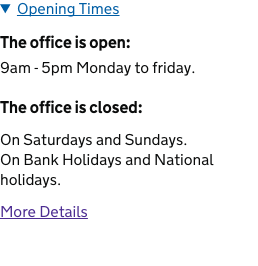 Opening Times
The office is open:
9am - 5pm Monday to friday.
The office is closed:
On Saturdays and Sundays.
On Bank Holidays and National
holidays.
More Details